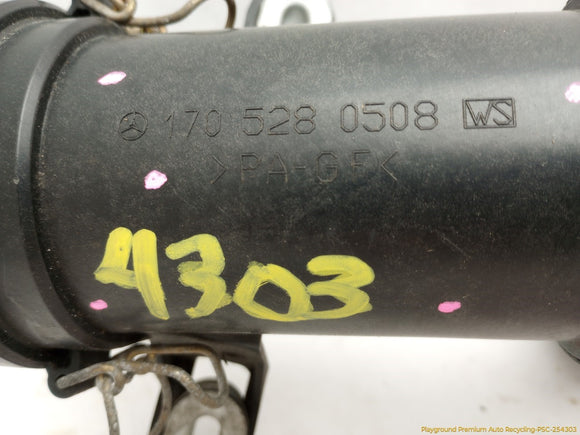 170 528 0508 WS
>PA-GF<
4303
Playground Premium Auto Recycling-PSC-254303